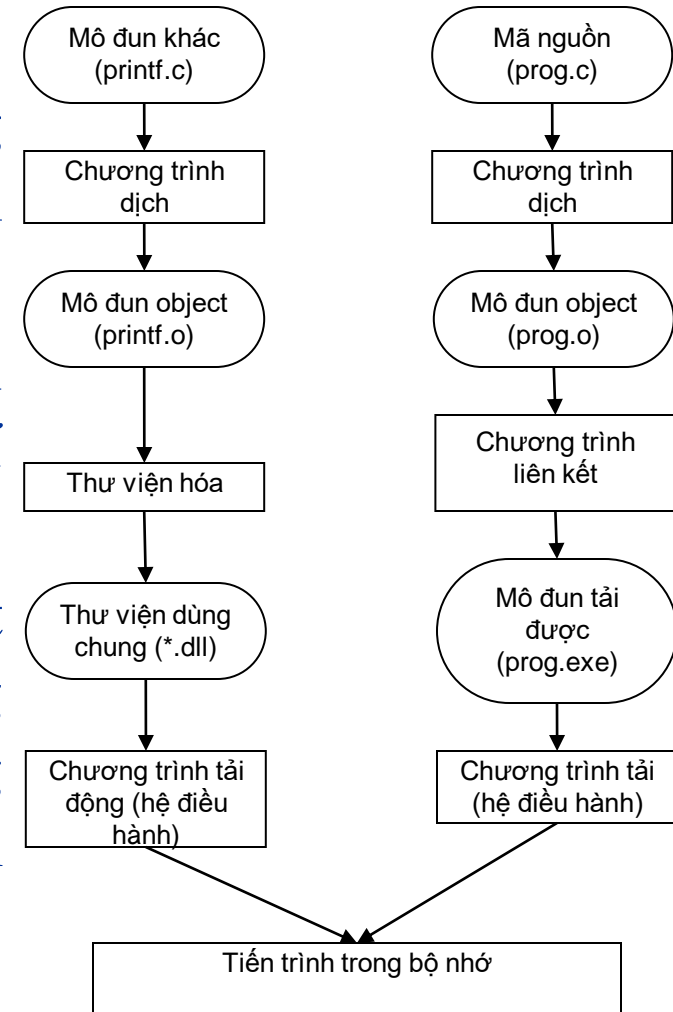 Mô đun khác
(printf.c)
Chương trình
dịch
Mô đun object
(printf.o)
Thư viện hóa
Thư viện dùng
chung (*.dll)
Chương trình tải
động (hệ điều
hành)
Mã nguồn
(prog.c)
Chương trình
dịch
Mô đun object
(prog.o)
Chương trình
liên kết
Mô đun tải
được
(prog.exe)
Chương trình tải
(hệ điều hành)
Tiến trình trong bộ nhớ